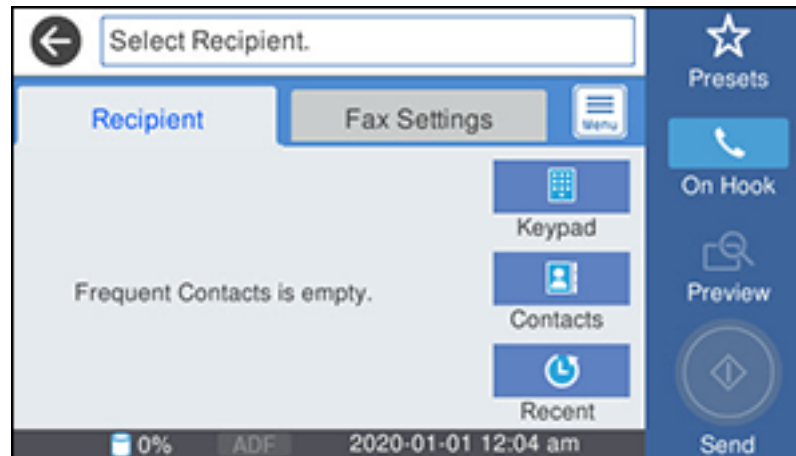 Select Recipient.
Presets
Recipient
Fax Settings
Menu
On Hook
Keypad
Frequent Contacts is empty.
Preview
Contacts
Recent
0%
ADF
2020-01-01 12:04 am
Send